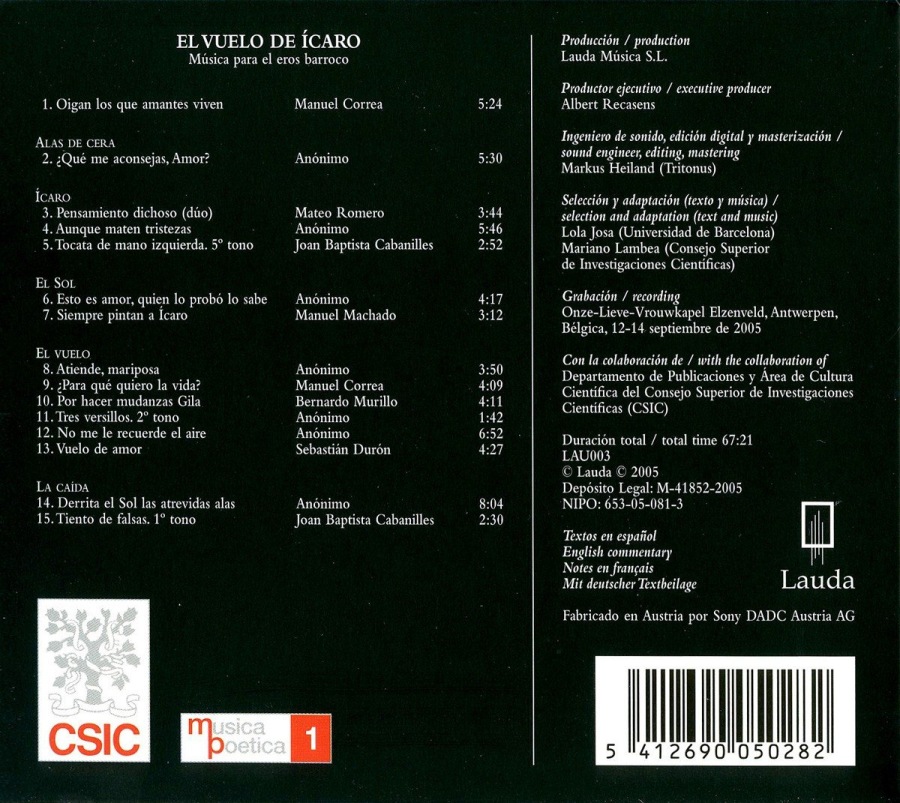 EL VUELO DE ÍCARO
Música para el eros barroco
1. Oigan los que amantes viven Manuel Correa 5:24
ALAS DE CERA
2. ¿Qué me aconsejas, Amor? Anónimo 5:30
ÍCARO
3. Pensamiento dichoso (dúo) Mateo Romero 3:44
4. Aunque maten tristezas Anónimo 5:46
5. Tocata de mano izquierda. 5º tono Joan Baptista Cabanilles 2:52
EL SOL
6. Esto es amor, quien lo probó lo sabe Anónimo 4:17
7. Siempre pintan a Ícaro Manuel Machado 3:12
EL VUELO
8. Atiende, mariposa Anónimo 3:50
9. ¿Para qué quiero la vida? Manuel Correa 4:09
10. Por hacer mudanzas Gila Bernardo Murillo 4:11
11. Tres versillos. 2º tono Anónimo 1:42
12. No me le recuerde el aire Anónimo 6:52
13. Vuelo de amor Sebastián Durón 4:27
LA CAÍDA
14. Derrita el Sol las atrevidas alas Anónimo 8:04
15. Tiento de falsas. 1º tono Joan Baptista Cabanilles 2:30
CSIC
musica
poetica
1
Producción / production
Lauda Música S.L.
Productor ejecutivo / executive producer
Albert Recasens
Ingeniero de sonido, edición digital y masterización /
sound engineer, editing, mastering
Markus Heiland (Tritonus)
Selección y adaptación (texto y música) /
selection and adaptation (text and music)
Lola Josa (Universidad de Barcelona)
Mariano Lambea (Consejo Superior
de Investigaciones Científicas)
Grabación / recording
Onze-Lieve-Vrouwkapel Elzenveld, Antwerpen,
Bélgica, 12-14 septiembre de 2005
Con la colaboración de / with the collaboration of
Departamento de Publicaciones y Área de Cultura
Científica del Consejo Superior de Investigaciones
Científicas (CSIC)
Duración total / total time 67:21
LAU003
© Lauda © 2005
Depósito Legal: M-41852-2005
NIPO: 653-05-081-3
Textos en español
English commentary
Notes en français
Mit deutscher Textbeilage
Lauda
Fabricado en Austria por Sony DADC Austria AG
5 412690 050282